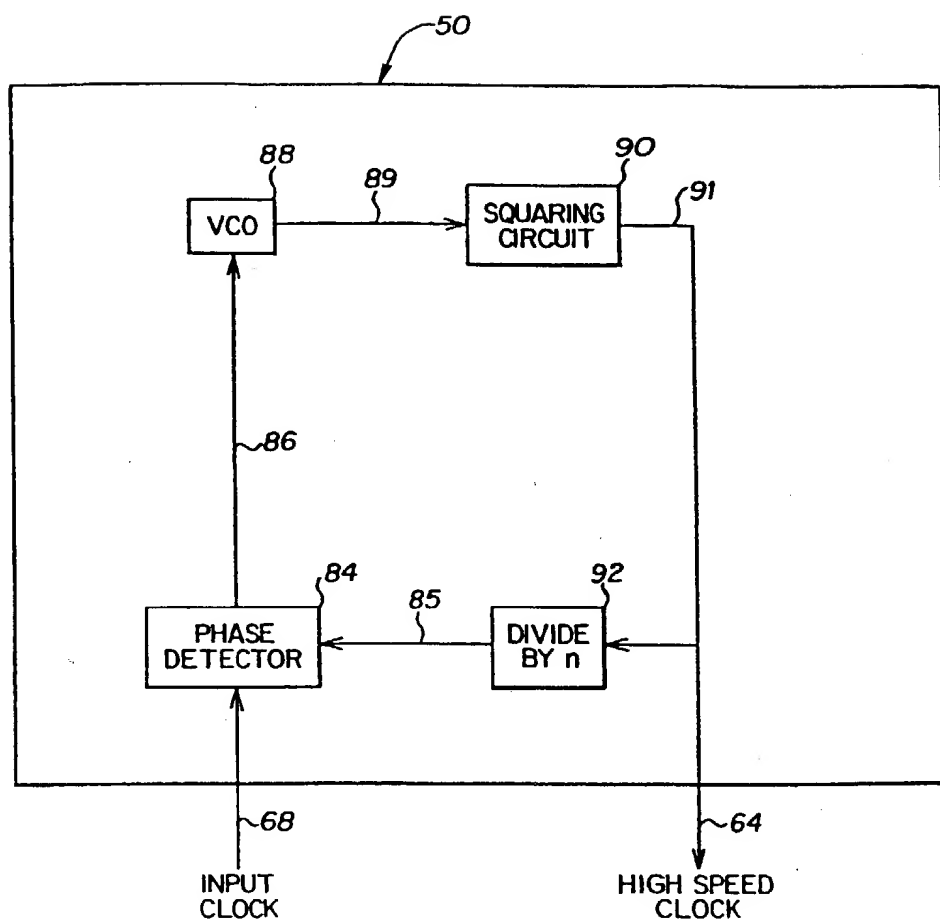 50
88
89
90
91
VCO
SQUARING
CIRCUIT
86
84
85
92
PHASE
DETECTOR
DIVIDE
BY n
68
64
INPUT
CLOCK
HIGH SPEED
CLOCK